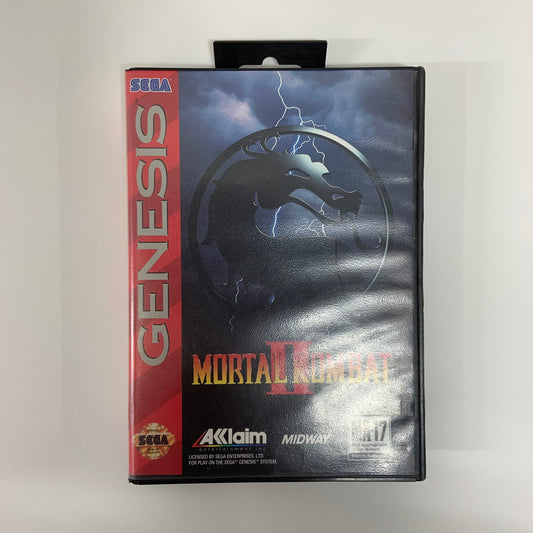 SEGA
GENESIS
MORTAL KOMBAT
II
AKklaim
entertainment inc.
MIDWAY
MA-17
LICENSED BY SEGA ENTERPRISES, LTD.
FOR PLAY ON THE SEGA™ GENESIS™ SYSTEM.
SEGA